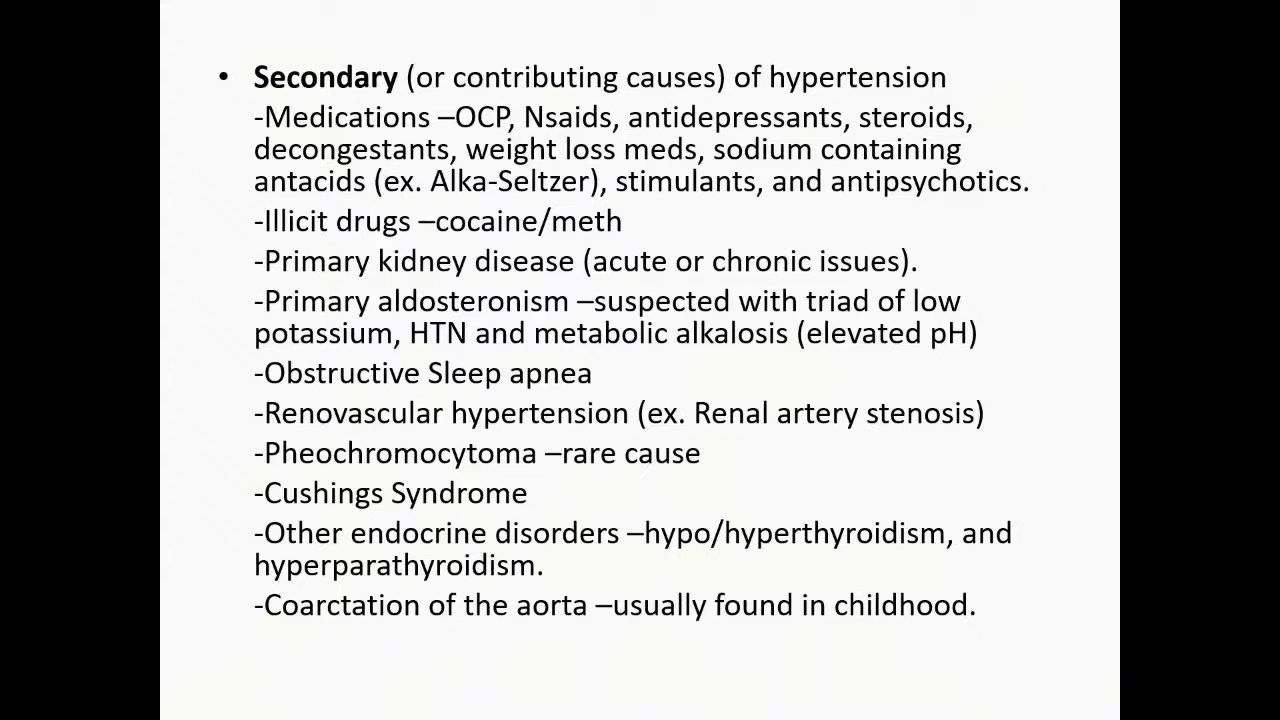 • Secondary (or contributing causes) of hypertension
-Medications –OCP, Nsaids, antidepressants, steroids,
decongestants, weight loss meds, sodium containing
antacids (ex. Alka-Seltzer), stimulants, and antipsychotics.
-Illicit drugs –cocaine/meth
-Primary kidney disease (acute or chronic issues).
-Primary aldosteronism –suspected with triad of low
potassium, HTN and metabolic alkalosis (elevated pH)
-Obstructive Sleep apnea
-Renovascular hypertension (ex. Renal artery stenosis)
-Pheochromocytoma –rare cause
-Cushings Syndrome
-Other endocrine disorders –hypo/hyperthyroidism, and
hyperparathyroidism.
-Coarctation of the aorta –usually found in childhood.